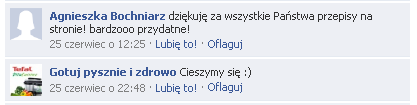 Agnieszka Bochniarz dziękuję za wszystkie Państwa przepisy na
stronie! bardzooo przydatne!
25 czerwiec o 12:25 · Lubię to! · Oflaguj
Tefal
Gotuj pysznie i zdrowo Cieszymy się :)
25 czerwiec o 22:48 · Lubię to! · Oflaguj